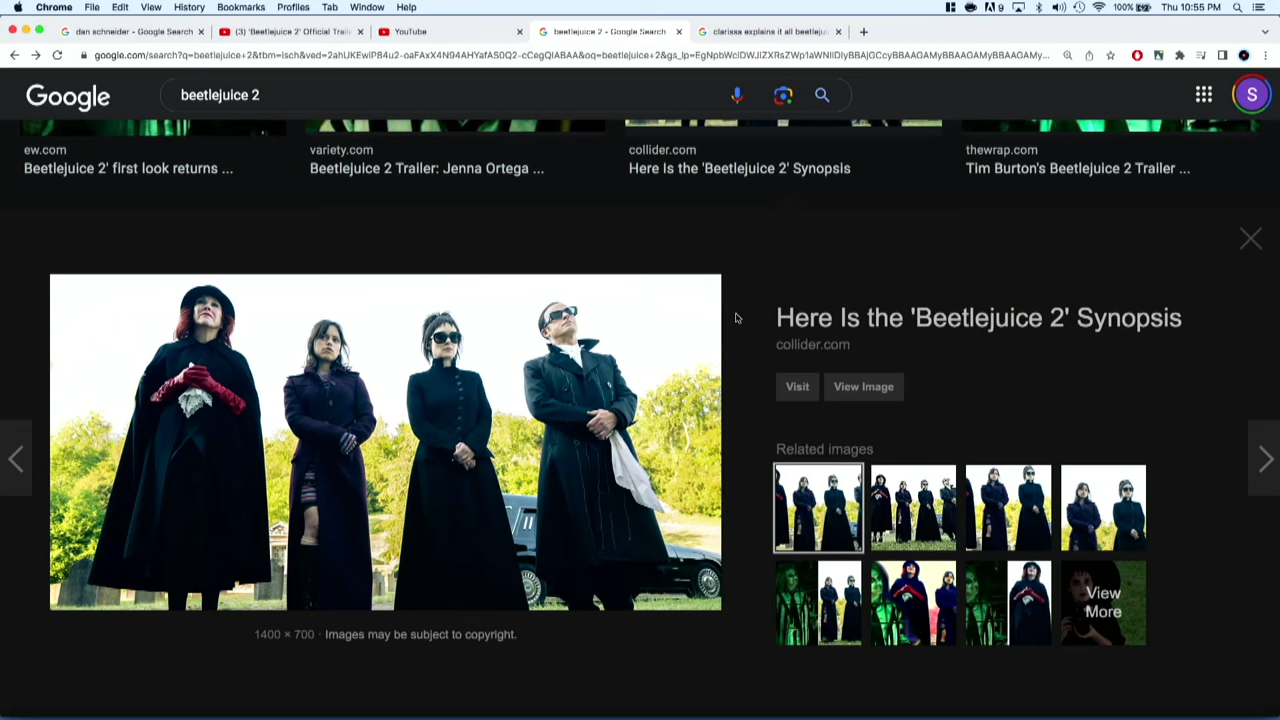 Chrome File Edit View History Bookmarks Profiles Tab Window Help
9 100% Thu 10:55 PM
dan schneider - Google Search
(3) 'Beetlejuice 2' Official Traile
YouTube
beetlejuice 2 - Google Search
clarissa explains it all beetleju
Google
beetlejuice 2
S
ew.com
Beetlejuice 2' first look returns ...
variety.com
Beetlejuice 2 Trailer: Jenna Ortega ...
collider.com
Here Is the 'Beetlejuice 2' Synopsis
thewrap.com
Tim Burton's Beetlejuice 2 Trailer ...
Here Is the 'Beetlejuice 2' Synopsis
collider.com
Visit
View Image
Related images
View
More
1400 × 700 · Images may be subject to copyright.